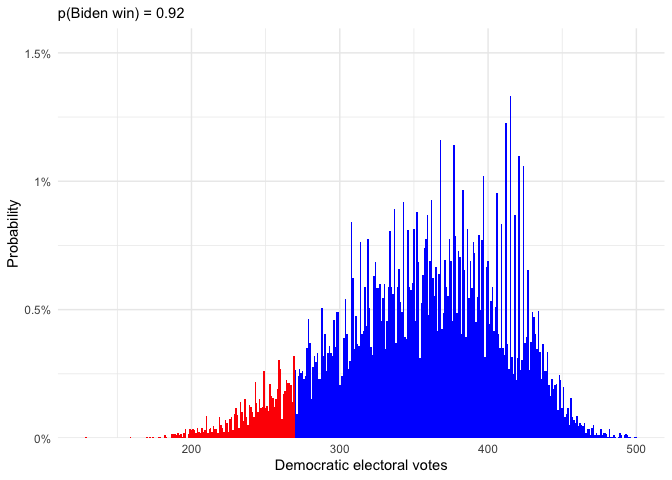 p(Biden win) = 0.92
1.5%
1%
0.5%
0%
Probability
200 300 400 500
Democratic electoral votes